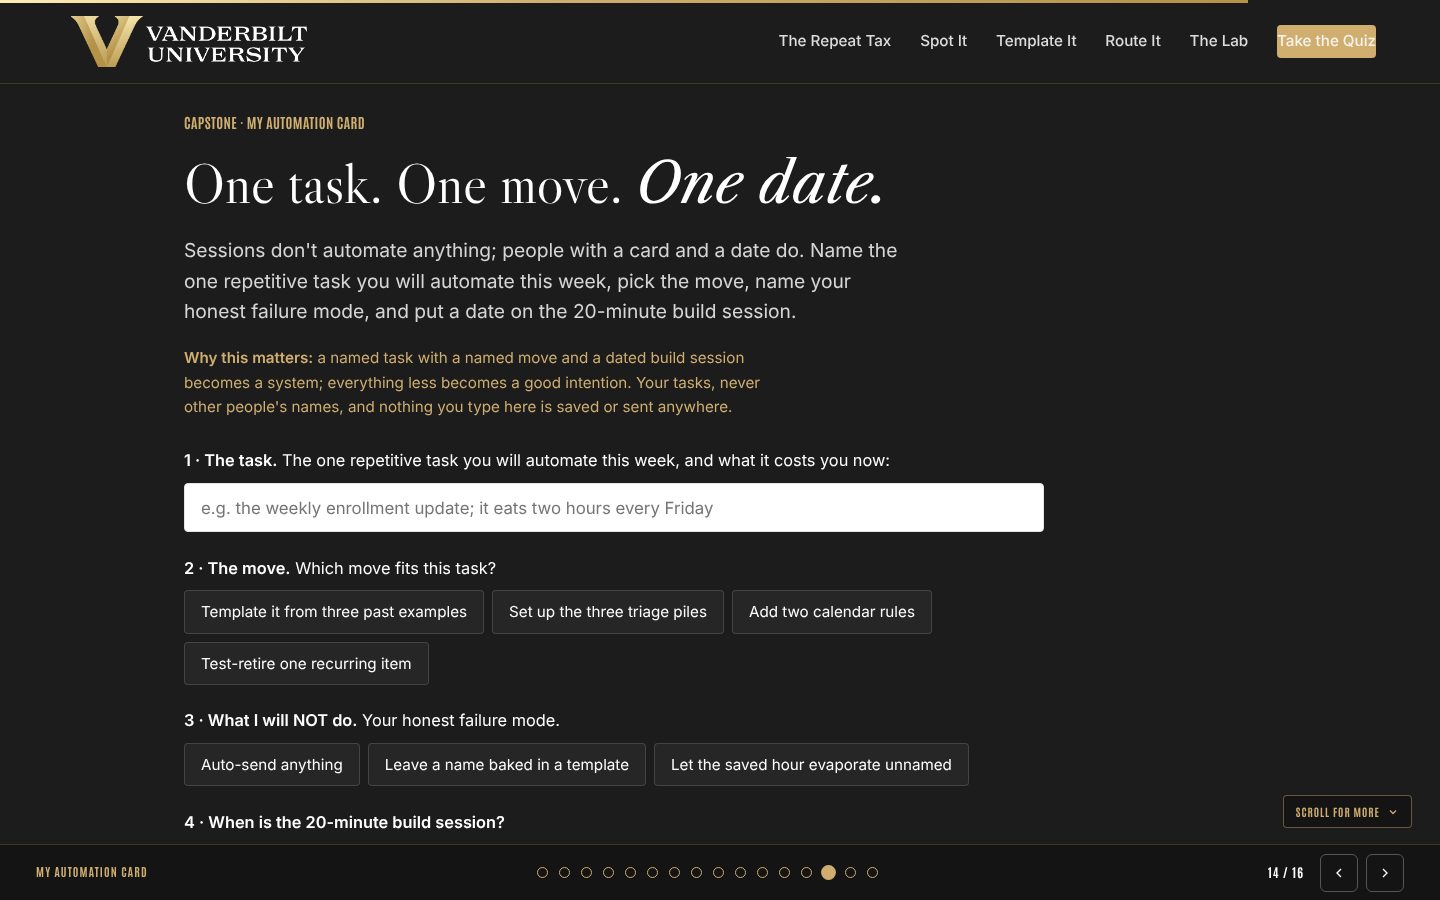 VANDERBILT
UNIVERSITY
The Repeat Tax
Spot It
Template It
Route It
The Lab
Take the Quiz
CAPSTONE · MY AUTOMATION CARD
One task. One move. One date.
Sessions don't automate anything; people with a card and a date do. Name the
one repetitive task you will automate this week, pick the move, name your
honest failure mode, and put a date on the 20-minute build session.
Why this matters: a named task with a named move and a dated build session
becomes a system; everything less becomes a good intention. Your tasks, never
other people's names, and nothing you type here is saved or sent anywhere.
1 · The task. The one repetitive task you will automate this week, and what it costs you now:
e.g. the weekly enrollment update; it eats two hours every Friday
2 · The move. Which move fits this task?
Template it from three past examples
Set up the three triage piles
Add two calendar rules
Test-retire one recurring item
3 · What I will NOT do. Your honest failure mode.
Auto-send anything
Leave a name baked in a template
Let the saved hour evaporate unnamed
4 · When is the 20-minute build session?
SCROLL FOR MORE
MY AUTOMATION CARD
14 / 16